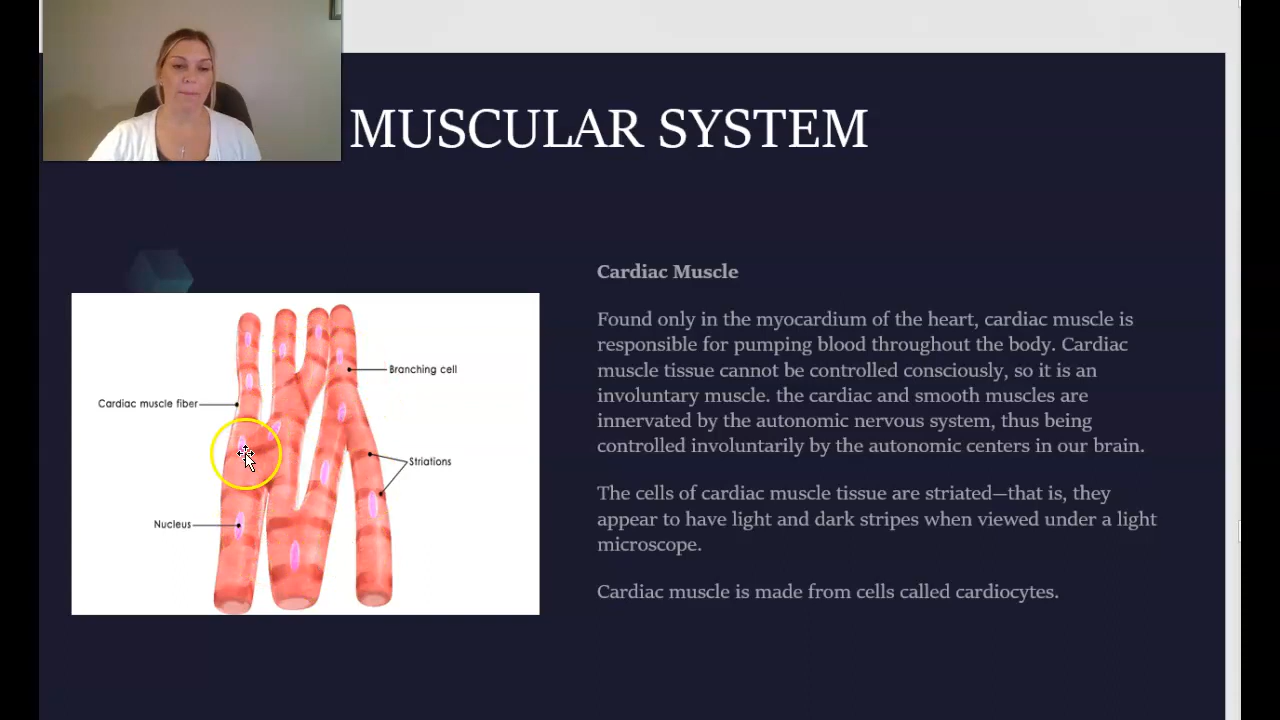 MUSCULAR SYSTEM
Cardiac Muscle
Found only in the myocardium of the heart, cardiac muscle is
responsible for pumping blood throughout the body. Cardiac
muscle tissue cannot be controlled consciously, so it is an
involuntary muscle. the cardiac and smooth muscles are
innervated by the autonomic nervous system, thus being
controlled involuntarily by the autonomic centers in our brain.
The cells of cardiac muscle tissue are striated—that is, they
appear to have light and dark stripes when viewed under a light
microscope.
Cardiac muscle is made from cells called cardiocytes.
Branching cell
Cardiac muscle fiber
Striations
Nucleus